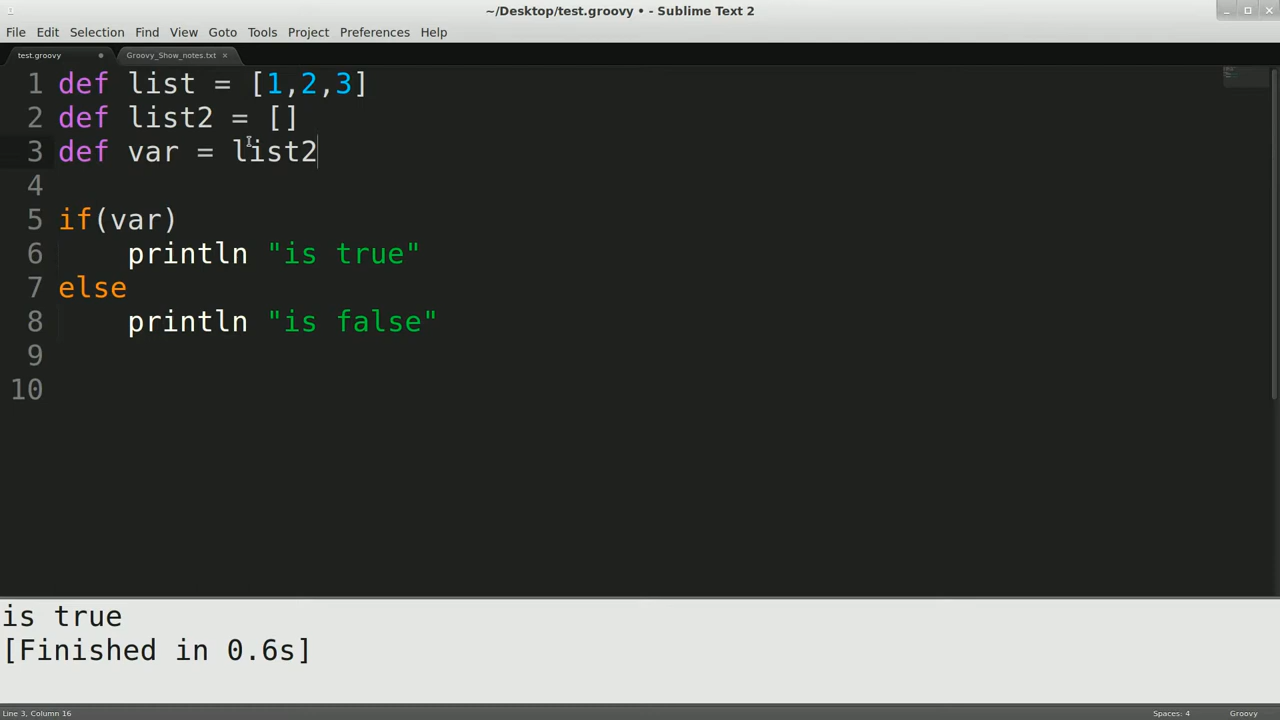 ~/Desktop/test.groovy • - Sublime Text 2
File Edit Selection Find View Goto Tools Project Preferences Help
test.groovy Groovy_Show_notes.txt ×
1 def list = [1,2,3]
2 def list2 = []
3 def var = list2
4
5 if(var)
6 println "is true"
7 else
8 println "is false"
9
10
is true
[Finished in 0.6s]
Line 3, Column 16 Spaces: 4 Groovy